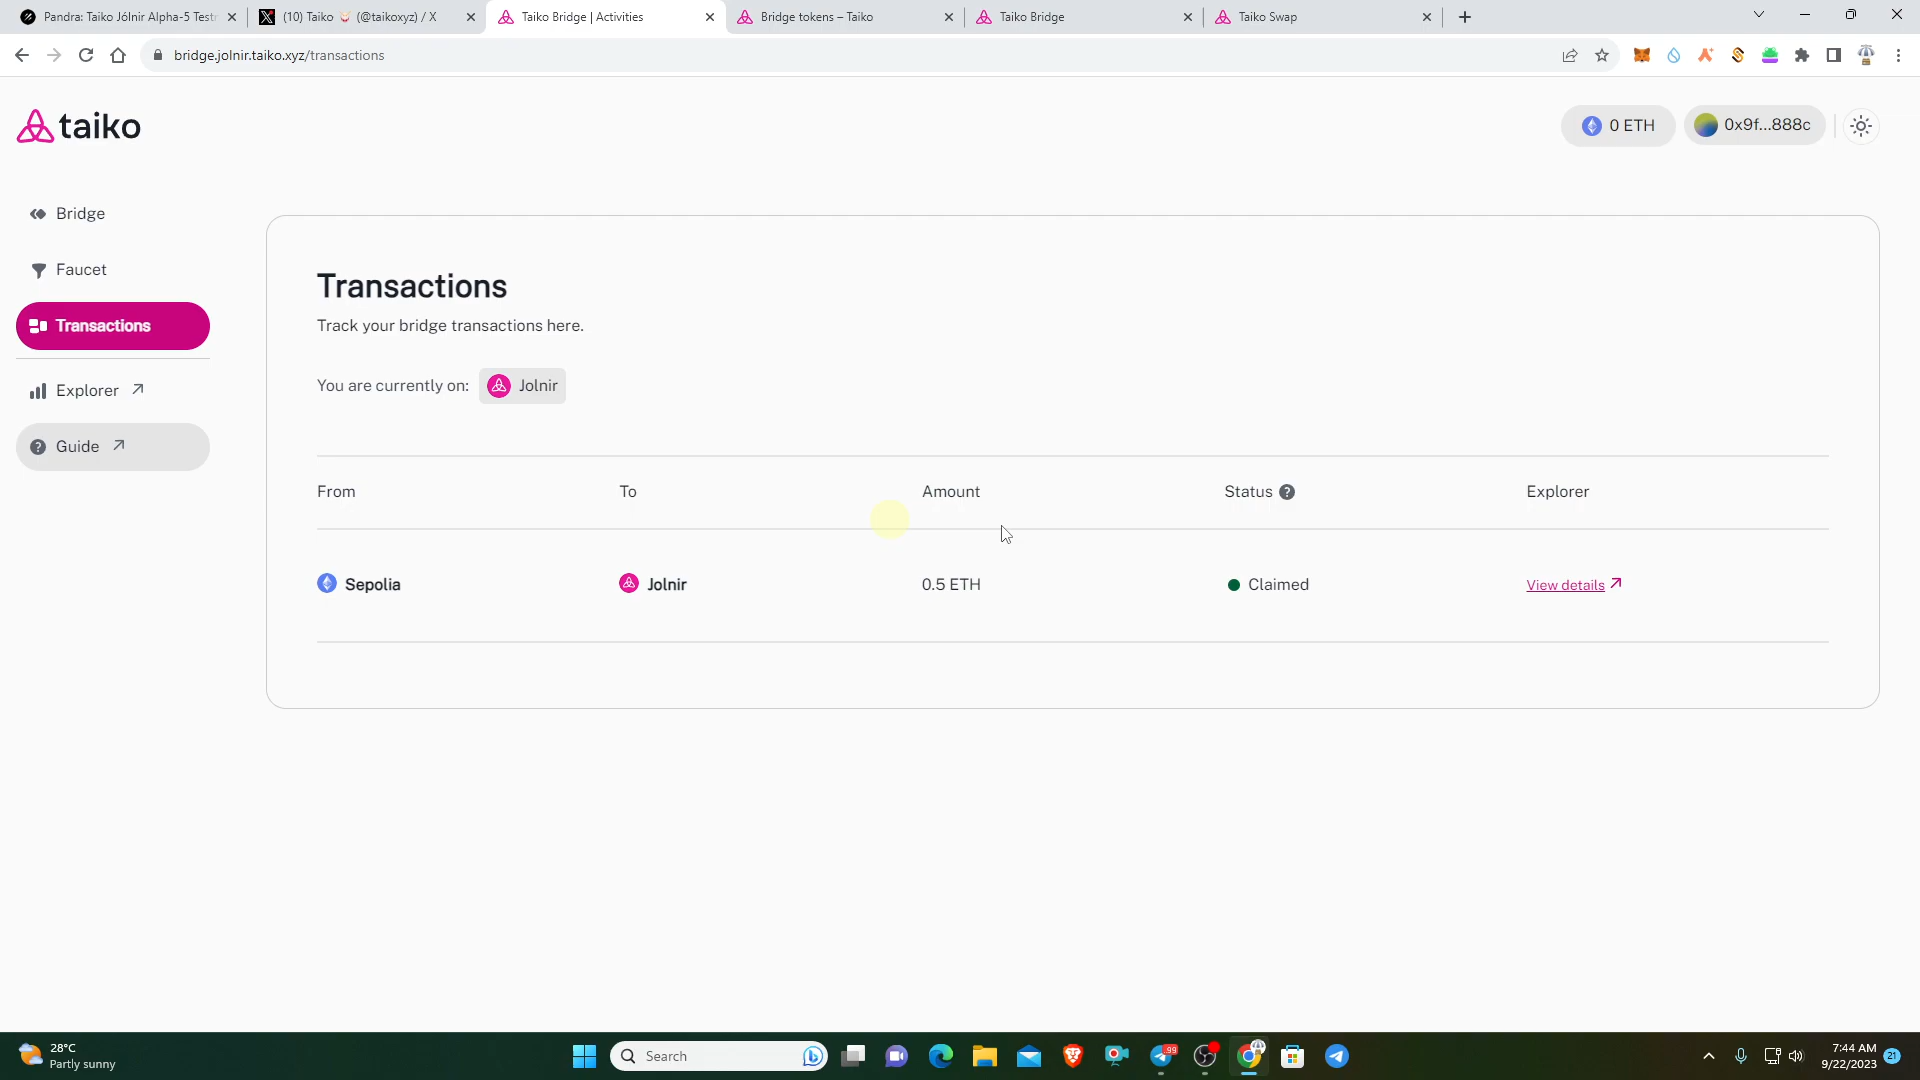 Pandra: Taiko Jólnir Alpha-5 Testn
(10) Taiko (@taikoxyz) / X
Taiko Bridge | Activities
Bridge tokens – Taiko
Taiko Bridge
Taiko Swap
bridge.jolnir.taiko.xyz/transactions
taiko
0 ETH
0x9f...888c
Bridge
Faucet
Transactions
Explorer
Guide
Transactions
Track your bridge transactions here.
You are currently on: Jolnir
From To Amount Status Explorer
Sepolia Jolnir 0.5 ETH Claimed View details
28°C
Partly sunny
Search
99
7:44 AM
9/22/2023
21